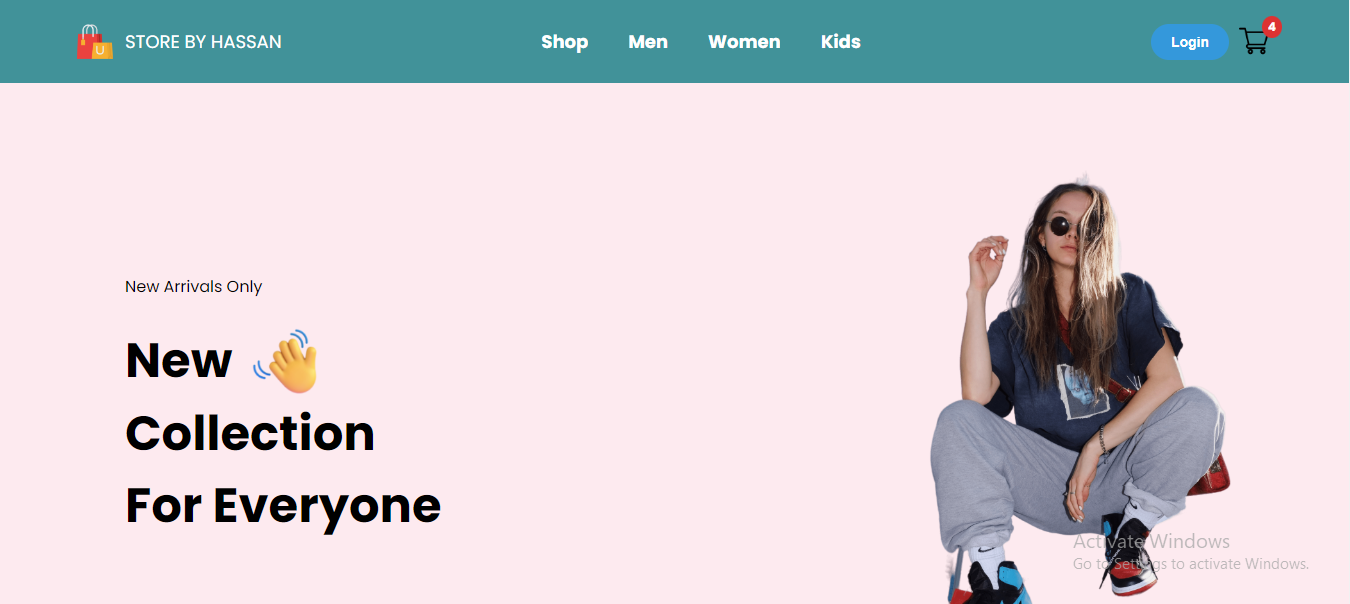 U
STORE BY HASSAN
Shop
Men
Women
Kids
Login
4
New Arrivals Only
New 👋
Collection
For Everyone
Activate Windows
Go to Settings to activate Windows.